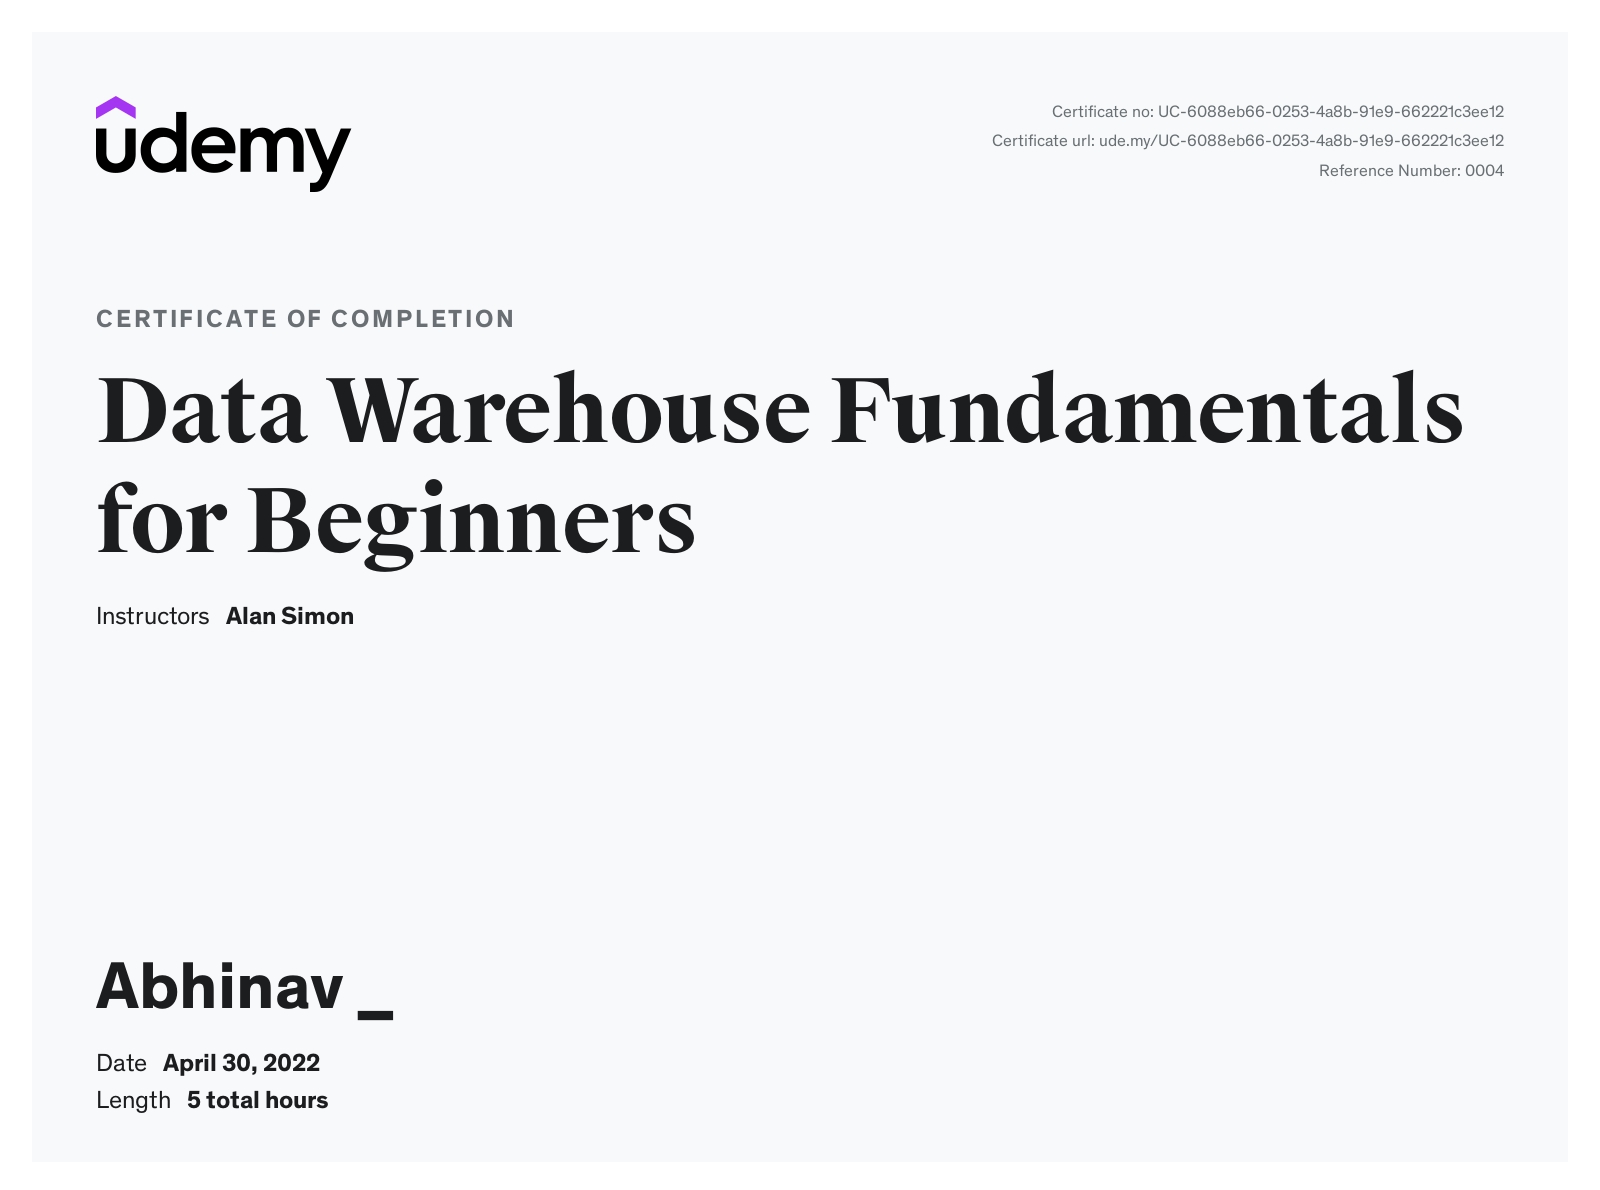 udemy
Certificate no: UC-6088eb66-0253-4a8b-91e9-662221c3ee12
Certificate url: ude.my/UC-6088eb66-0253-4a8b-91e9-662221c3ee12
Reference Number: 0004
CERTIFICATE OF COMPLETION
Data Warehouse Fundamentals
for Beginners
Instructors Alan Simon
Abhinav _
Date April 30, 2022
Length 5 total hours